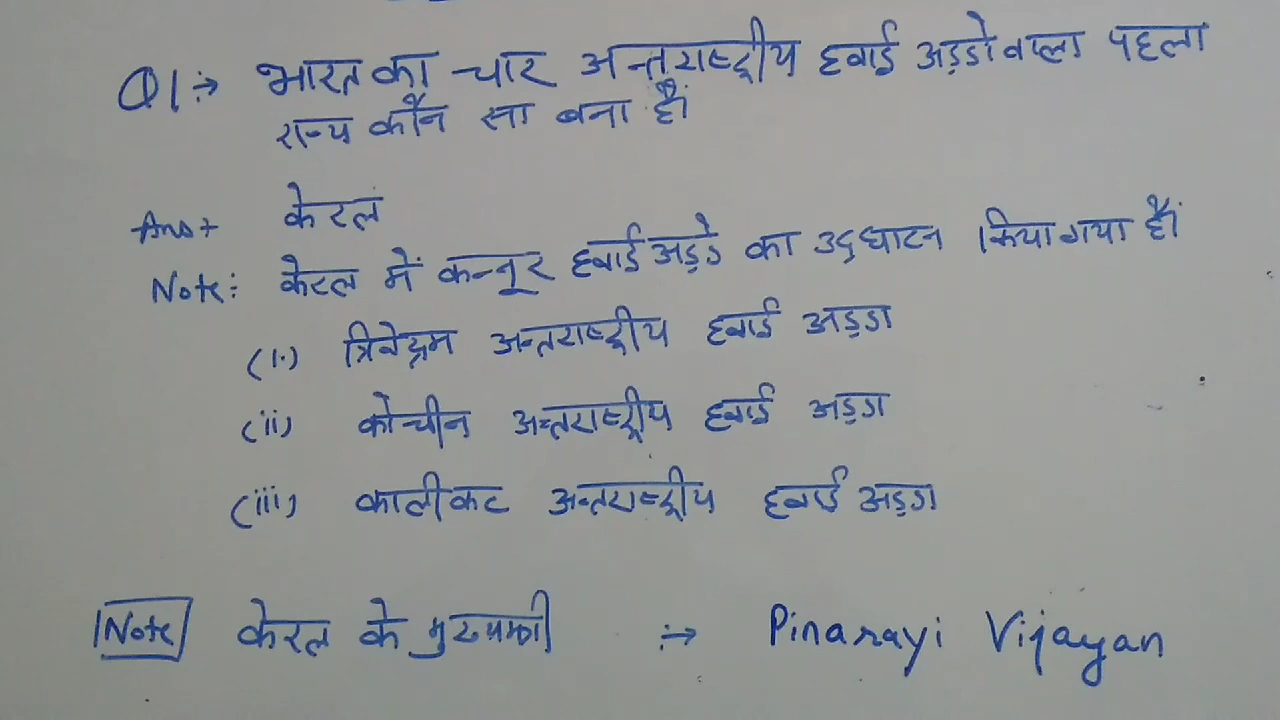 Q1:→ भारत का चार अन्तराष्ट्रीय हवाई अड्डो वाला पहला
राज्य कौन सा बना हैं।
Ans→ केरल
Note: केरल में कन्नूर हवाई अड्डे का उदघाटन किया गया हैं।
(i.) त्रिवेन्द्रम अन्तराष्ट्रीय हवाई अड्डा
(ii) कोचीन अन्तराष्ट्रीय हवाई अड्डा
(iii) कालीकट अन्तराष्ट्रीय हवाई अड्डा
Note केरल के मुख्यमंत्री :→ Pinarayi Vijayan